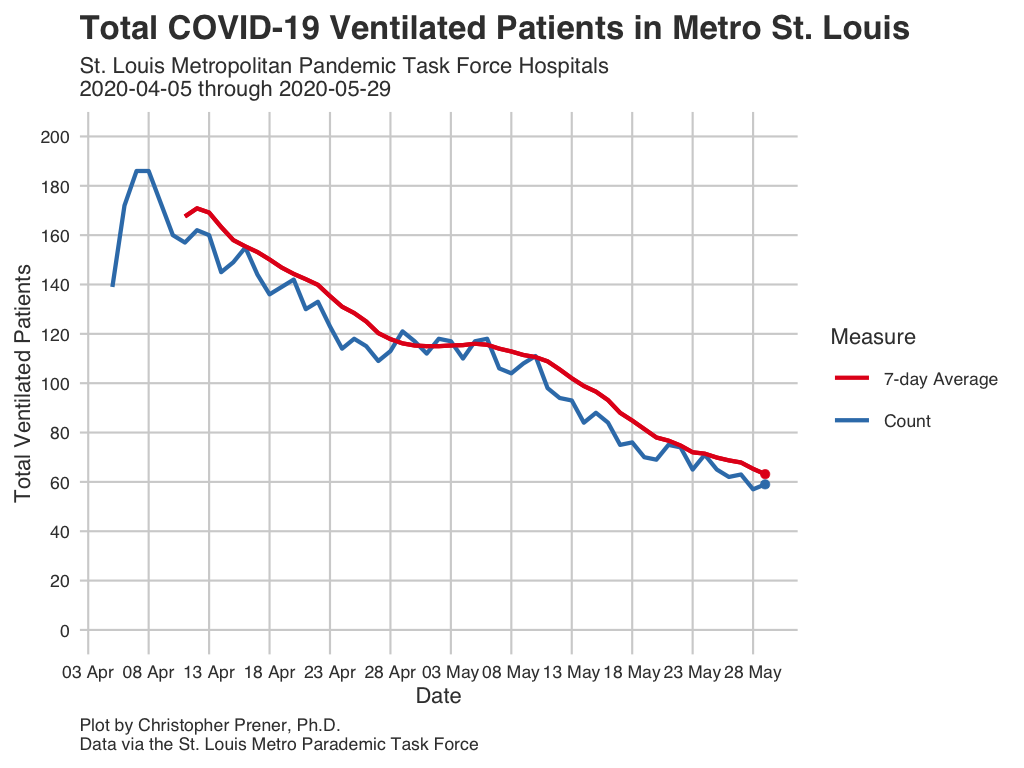 Total COVID-19 Ventilated Patients in Metro St. Louis
St. Louis Metropolitan Pandemic Task Force Hospitals
2020-04-05 through 2020-05-29
Total Ventilated Patients
200
180
160
140
120
100
80
60
40
20
0
03 Apr 08 Apr 13 Apr 18 Apr 23 Apr 28 Apr 03 May 08 May 13 May 18 May 23 May 28 May
Date
Measure
7-day Average
Count
Plot by Christopher Prener, Ph.D.
Data via the St. Louis Metro Parademic Task Force